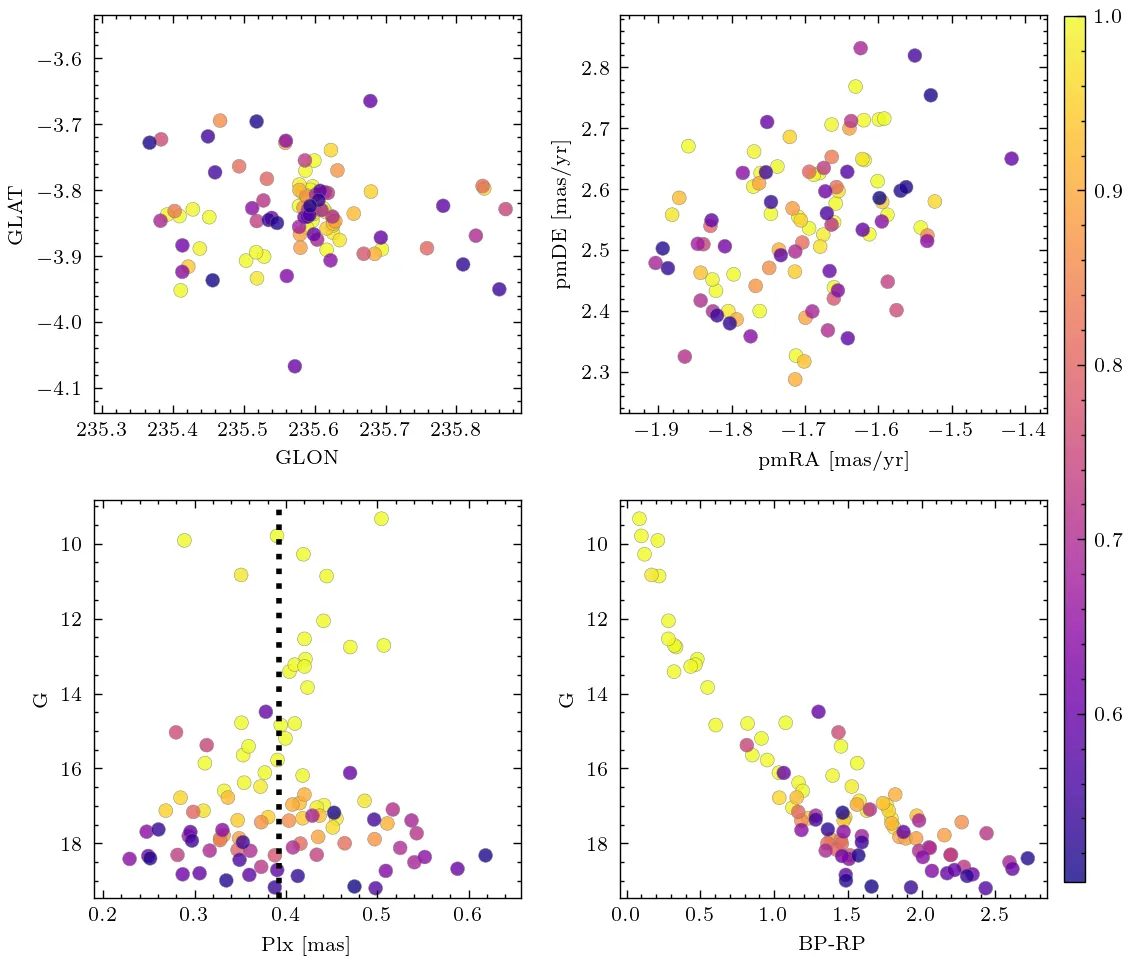 −3.6
−3.7
−3.8
−3.9
−4.0
−4.1
GLAT
235.3 235.4 235.5 235.6 235.7 235.8
GLON
2.8
2.7
2.6
2.5
2.4
2.3
pmDE [mas/yr]
−1.9 −1.8 −1.7 −1.6 −1.5 −1.4
pmRA [mas/yr]
1.0
0.9
0.8
0.7
0.6
10
12
14
16
18
G
0.2 0.3 0.4 0.5 0.6
Plx [mas]
10
12
14
16
18
G
0.0 0.5 1.0 1.5 2.0 2.5
BP-RP